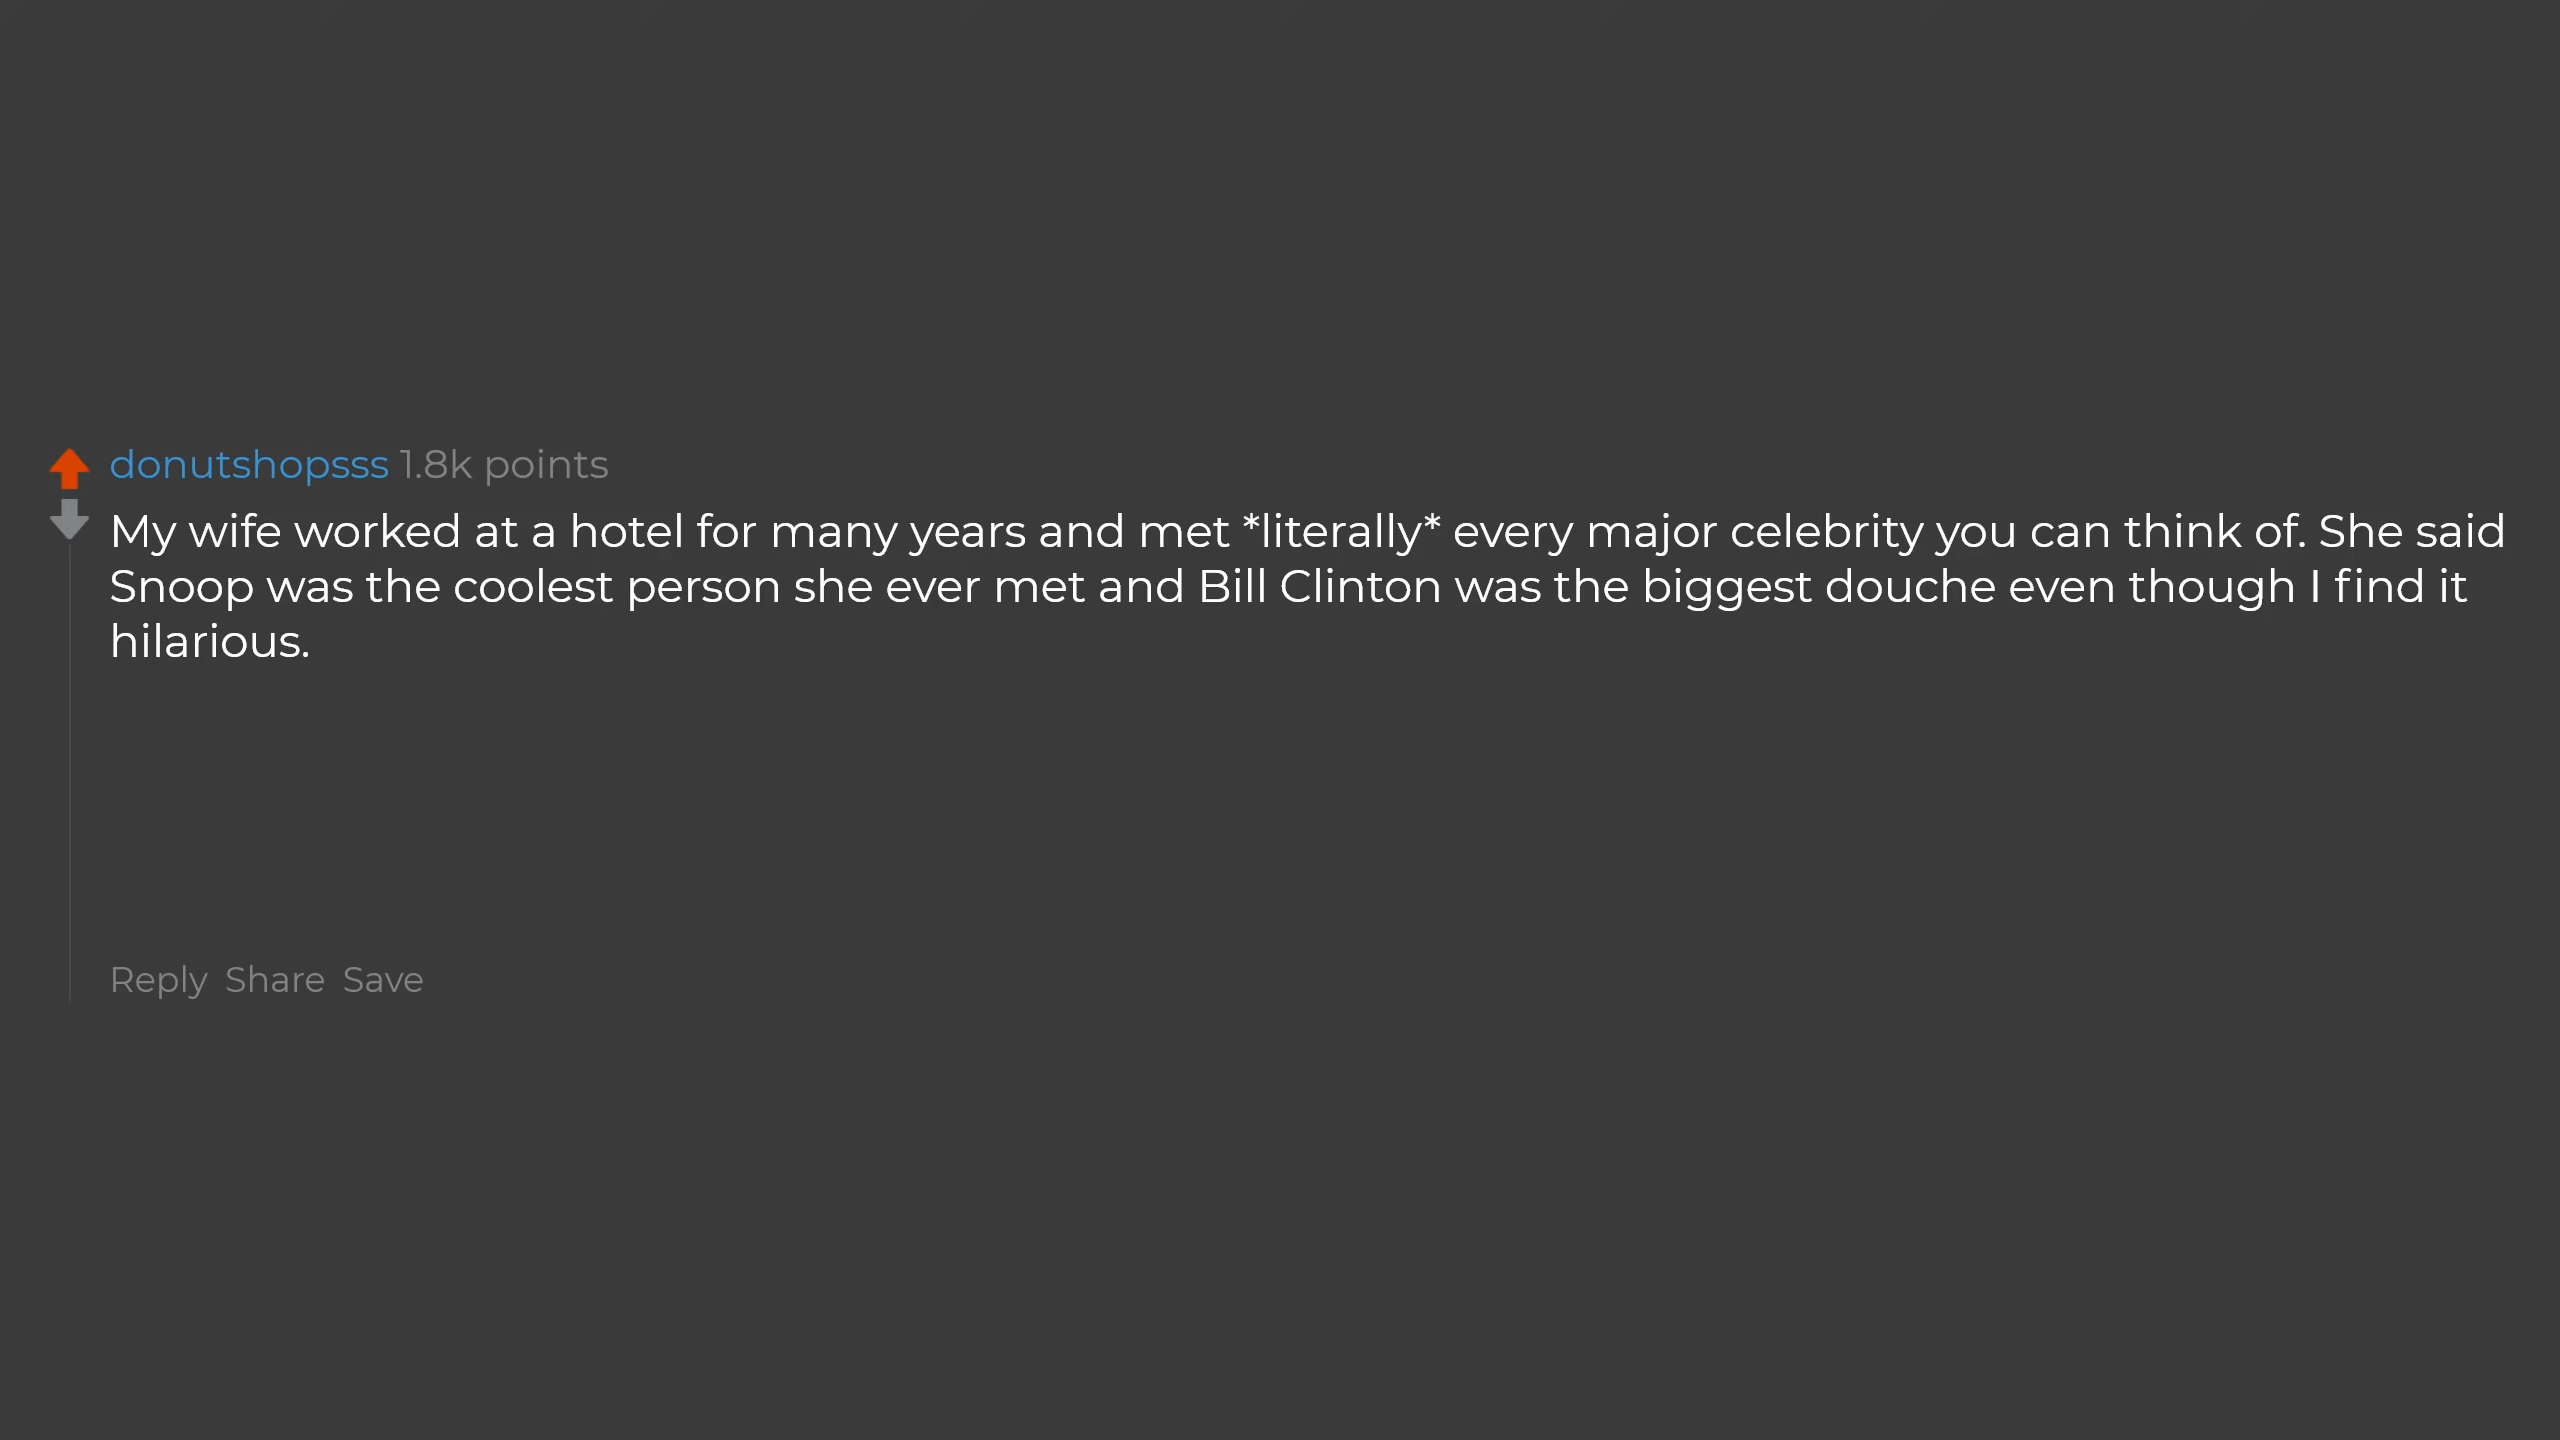 donutshopsss 1.8k points
My wife worked at a hotel for many years and met *literally* every major celebrity you can think of. She said
Snoop was the coolest person she ever met and Bill Clinton was the biggest douche even though I find it
hilarious.
Reply Share Save